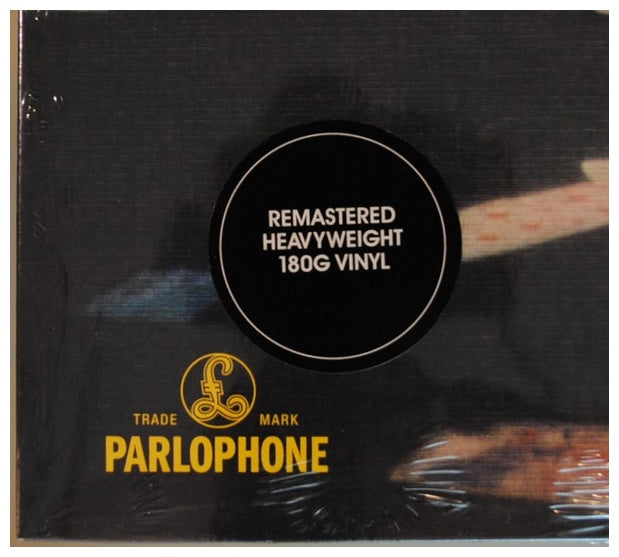 REMASTERED
HEAVYWEIGHT
180G VINYL
£
TRADE MARK
PARLOPHONE